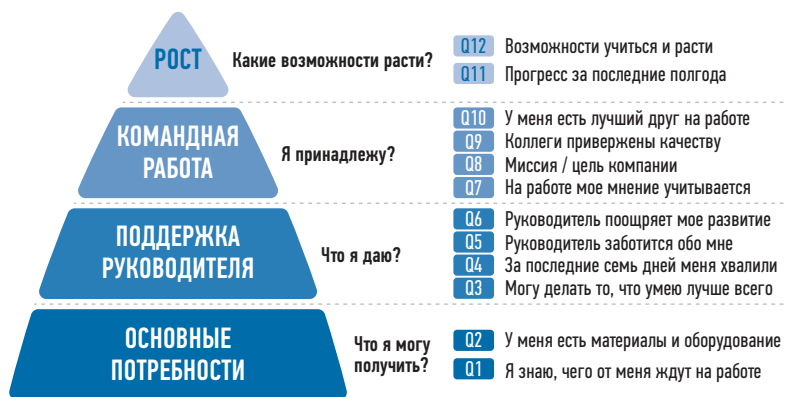 РОСТ
Какие возможности расти?
Q12 Возможности учиться и расти
Q11 Прогресс за последние полгода
КОМАНДНАЯ
РАБОТА
Я принадлежу?
Q10 У меня есть лучший друг на работе
Q9 Коллеги привержены качеству
Q8 Миссия / цель компании
Q7 На работе мое мнение учитывается
ПОДДЕРЖКА
РУКОВОДИТЕЛЯ
Что я даю?
Q6 Руководитель поощряет мое развитие
Q5 Руководитель заботится обо мне
Q4 За последние семь дней меня хвалили
Q3 Могу делать то, что умею лучше всего
ОСНОВНЫЕ
ПОТРЕБНОСТИ
Что я могу
получить?
Q2 У меня есть материалы и оборудование
Q1 Я знаю, чего от меня ждут на работе